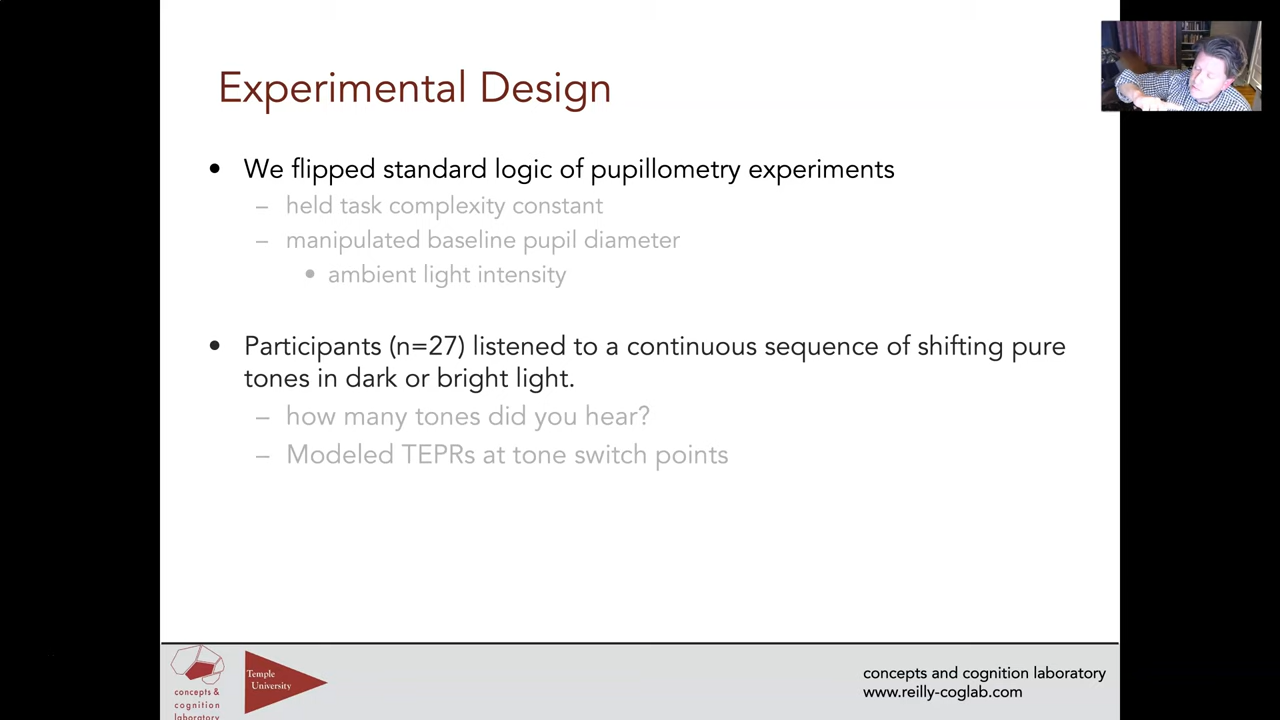 Experimental Design
• We flipped standard logic of pupillometry experiments
– held task complexity constant
– manipulated baseline pupil diameter
• ambient light intensity
• Participants (n=27) listened to a continuous sequence of shifting pure
tones in dark or bright light.
– how many tones did you hear?
– Modeled TEPRs at tone switch points
concepts &
cognition
laboratory
Temple
University
concepts and cognition laboratory
www.reilly-coglab.com